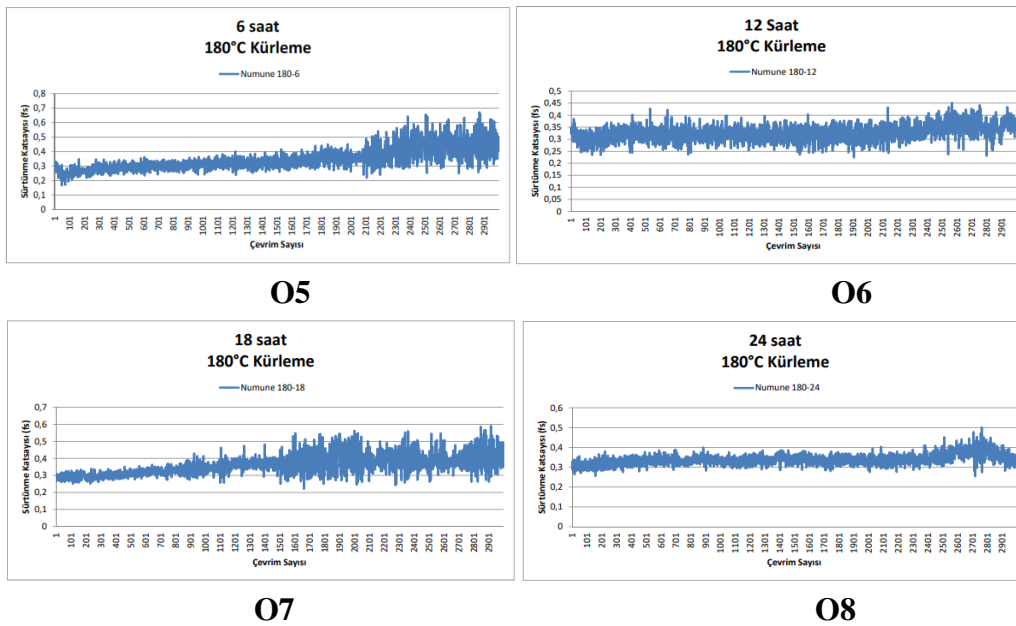 6 saat
180°C Kürleme
Numune 180-6
Sürtünme Katsayısı (fs)
0,8
0,7
0,6
0,5
0,4
0,3
0,2
0,1
0
1 101 201 301 401 501 601 701 801 901 1001 1101 1201 1301 1401 1501 1601 1701 1801 1901 2001 2101 2201 2301 2401 2501 2601 2701 2801 2901
Çevrim Sayısı
O5
12 Saat
180°C Kürleme
Numune 180-12
Sürtünme Katsayısı (fs)
0,5
0,45
0,4
0,35
0,3
0,25
0,2
0,15
0,1
0,05
0
1 101 201 301 401 501 601 701 801 901 1001 1101 1201 1301 1401 1501 1601 1701 1801 1901 2001 2101 2201 2301 2401 2501 2601 2701 2801 2901
Çevrim Sayısı
O6
18 saat
180°C Kürleme
Numune 180-18
Sürtünme Katsayısı (fs)
0,7
0,6
0,5
0,4
0,3
0,2
0,1
0
1 101 201 301 401 501 601 701 801 901 1001 1101 1201 1301 1401 1501 1601 1701 1801 1901 2001 2101 2201 2301 2401 2501 2601 2701 2801 2901
Çevrim Sayısı
O7
24 saat
180°C Kürleme
Numune 180-24
Sürtünme Katsayısı (fs)
0,6
0,5
0,4
0,3
0,2
0,1
0
1 101 201 301 401 501 601 701 801 901 1001 1101 1201 1301 1401 1501 1601 1701 1801 1901 2001 2101 2201 2301 2401 2501 2601 2701 2801 2901
Çevrim Sayısı
O8